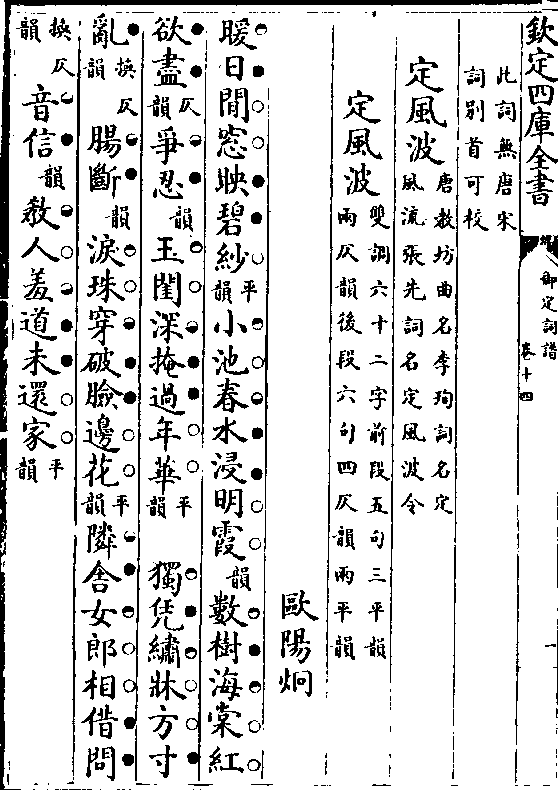 欽定四庫全書
御定詞譜
卷十四
一
此詞無唐宋
詞別首可校
定風波
唐教坊曲名李珣詞名定
風流張先詞名定風波令
定風波
雙調六十二字前段五句三平韻
兩仄韻後段六句四仄韻兩平韻
歐陽炯
暖日閒窓映碧紗平韻小池春水浸明霞韻數樹海棠紅
欲盡仄韻爭忍韻玉閨深掩過年華平韻獨凭繡牀方寸
亂換仄韻腸斷韻淚珠穿破臉邊花平韻隣舍女郎相借問
換仄韻音信韻教人羞道未還家平韻